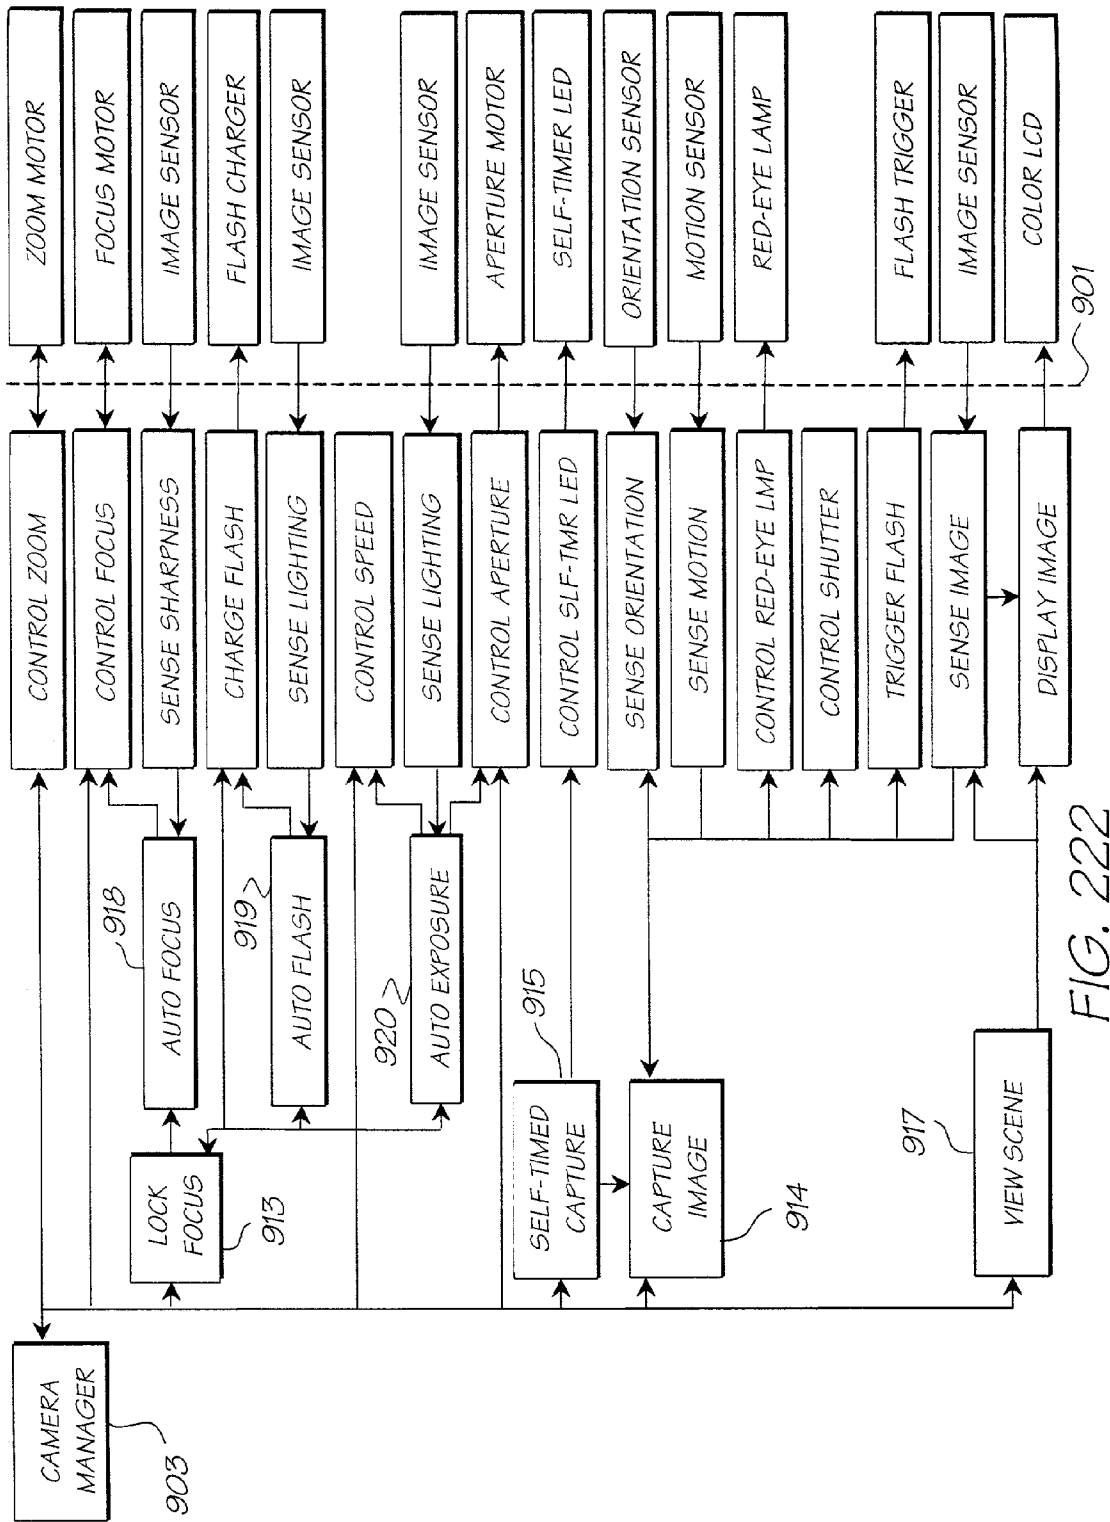 CAMERA
MANAGER
903
LOCK
FOCUS
913
SELF-TIMED
CAPTURE
915
CAPTURE
IMAGE
914
VIEW SCENE
917
AUTO FOCUS
918
AUTO FLASH
919
AUTO EXPOSURE
920
CONTROL ZOOM
CONTROL FOCUS
SENSE SHARPNESS
CHARGE FLASH
SENSE LIGHTING
CONTROL SPEED
SENSE LIGHTING
CONTROL APERTURE
CONTROL SLF-TMR LED
SENSE ORIENTATION
SENSE MOTION
CONTROL RED-EYE LMP
CONTROL SHUTTER
TRIGGER FLASH
SENSE IMAGE
DISPLAY IMAGE
ZOOM MOTOR
FOCUS MOTOR
IMAGE SENSOR
FLASH CHARGER
IMAGE SENSOR
IMAGE SENSOR
APERTURE MOTOR
SELF-TIMER LED
ORIENTATION SENSOR
MOTION SENSOR
RED-EYE LAMP
FLASH TRIGGER
IMAGE SENSOR
COLOR LCD
901
FIG. 222